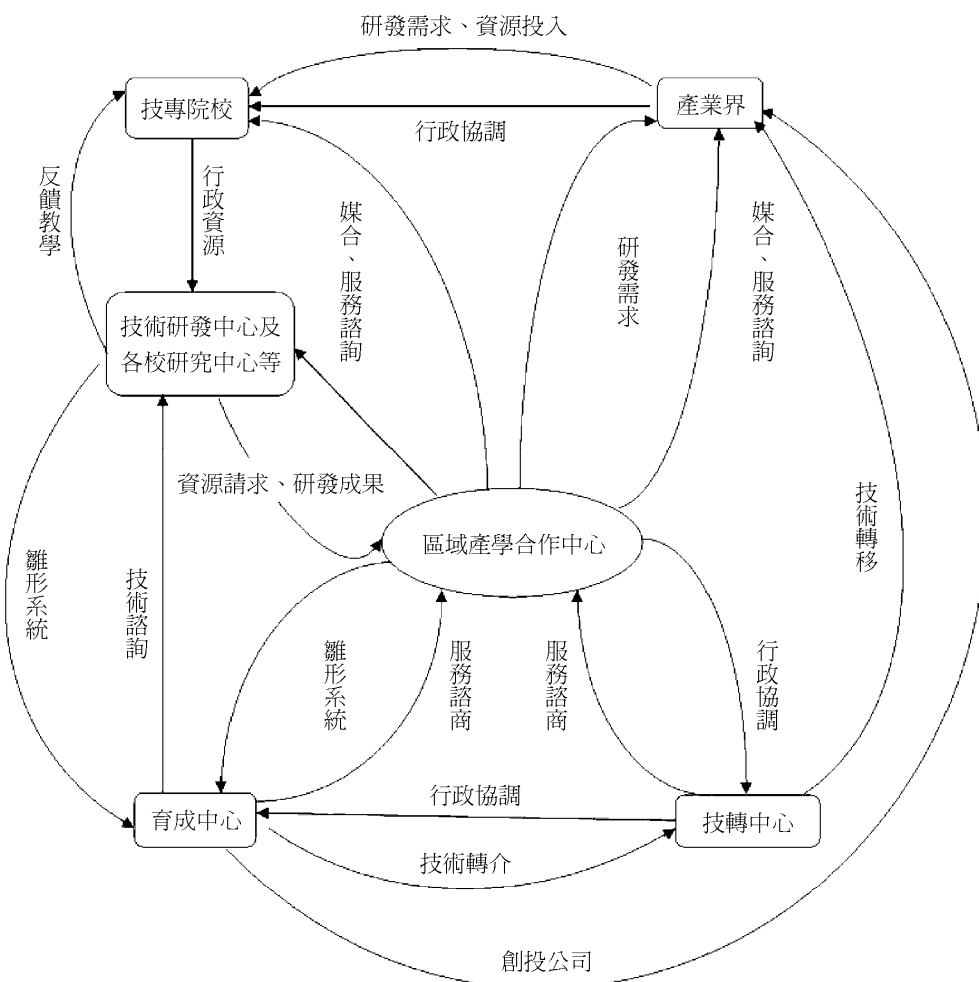 研發需求、資源投入
技專院校
產業界
行政協調
反饋教學
行政資源
媒合、服務諮詢
研發需求
媒合、服務諮詢
技術研發中心及
各校研究中心等
資源請求、研發成果
區域產學合作中心
技術轉移
雛形系統
技術諮詢
雛形系統
服務諮商
服務諮商
行政協調
育成中心
行政協調
技轉中心
技術轉介
創投公司